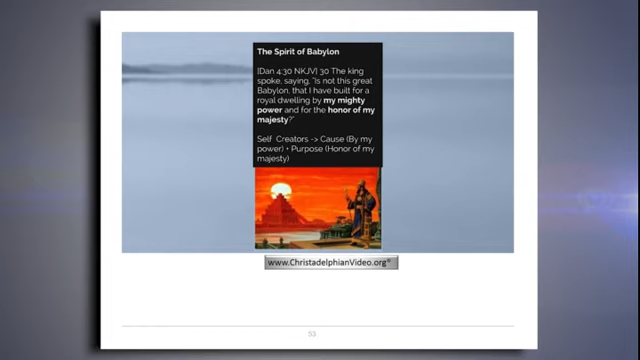 The Spirit of Babylon
[Dan 4:30 NKJV] 30 The king
spoke, saying, "Is not this great
Babylon, that I have built for a
royal dwelling by my mighty
power and for the honor of my
majesty?"
Self Creators -> Cause (By my
power) + Purpose (Honor of my
majesty)
www.ChristadelphianVideo.org®
53